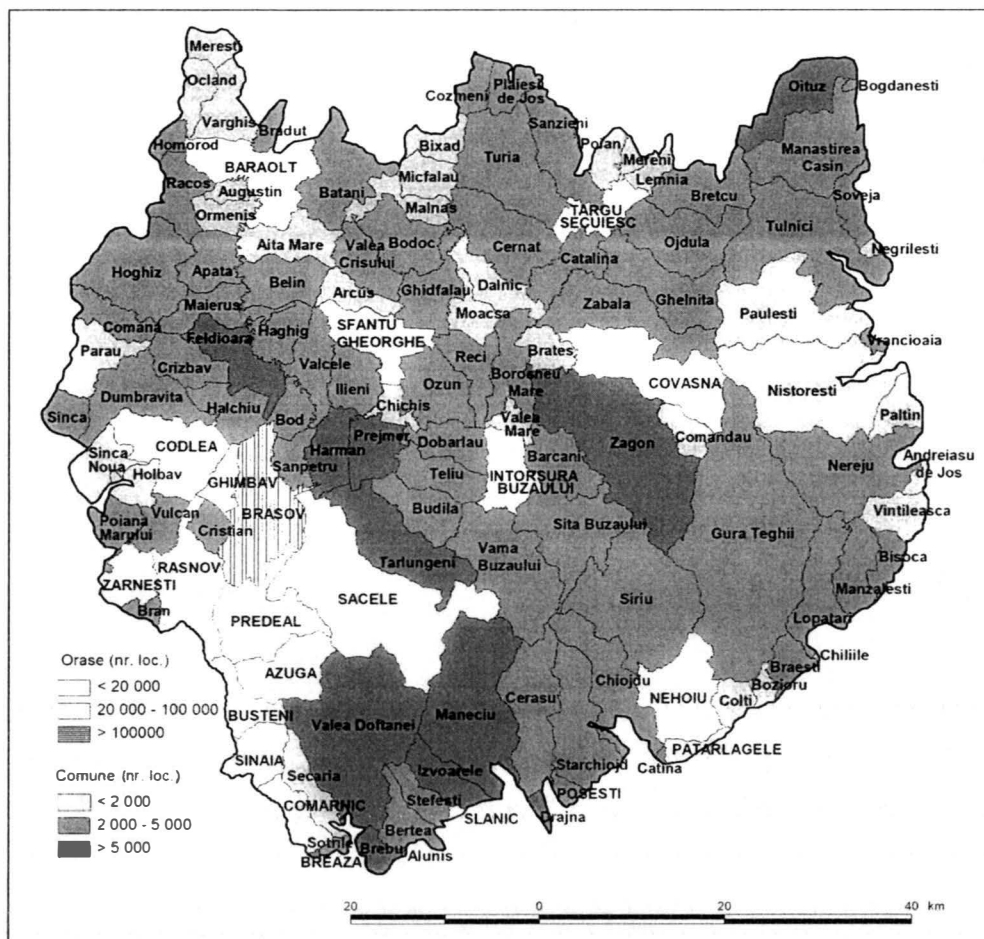 Meresti
Ocland
Varghis
Bradut
Homorod
BARAOLT
Racos
Augustin
Ormenis
Batani
Bixad
Micfalau
Malnas
Cozmeni
Plaiesii
de Jos
Sanzieni
Turia
Poian
Mereni
Lemnia
TARGU
SECUIESC
Bretcu
Oituz
Bogdanesti
Manastirea
Casin
Soveja
Tulnici
Negrilesti
Ojdula
Aita Mare
Valea
Crisului
Bodoc
Cernat
Catalina
Hoghiz
Apata
Belin
Arcus
Ghidfalau
Dalnic
Zabala
Ghelnita
Paulesti
Maierus
Moacsa
Comana
Feldioara
Haghig
SFANTU
GHEORGHE
Vrancioaia
Parau
Crizbav
Valcele
Ilieni
Reci
Brates
Ozun
Borosneu
Mare
COVASNA
Nistoresti
Dumbravita
Halchiu
Chichis
Paltin
Sinca
Bod
Valea
Mare
Zagon
Comandau
CODLEA
Harman
Prejmer
Dobarlau
Barcani
Nereju
Andreiasu
de Jos
Sinca
Noua
Holbav
GHIMBAV
Sanpetru
Teliu
INTORSURA
BUZAULUI
Vintileasca
Poiana
Marului
Vulcan
Cristian
BRASOV
Budila
Sita Buzaului
Gura Teghii
Bisoca
RASNOV
ZARNESTI
Tarlungeni
Vama
Buzaului
Manzalesti
Bran
SACELE
Siriu
Lopatari
PREDEAL
Chiliile
Orase (nr. loc.)
< 20 000
20 000 - 100 000
> 100000
AZUGA
Braesti
Bozioru
Cerasu
Chiojdu
NEHOIU
Colti
BUSTENI
Valea Doftanei
Maneciu
SINAIA
PATARLAGELE
Catina
Secaria
Izvoarele
Starchiojd
POSESTI
Comune (nr. loc.)
< 2 000
2 000 - 5 000
> 5 000
COMARNIC
Stefesti
SLANIC
Drajna
Sotrile
Bertea
BREAZA
Brebu
Alunis
20 0 20 40 km